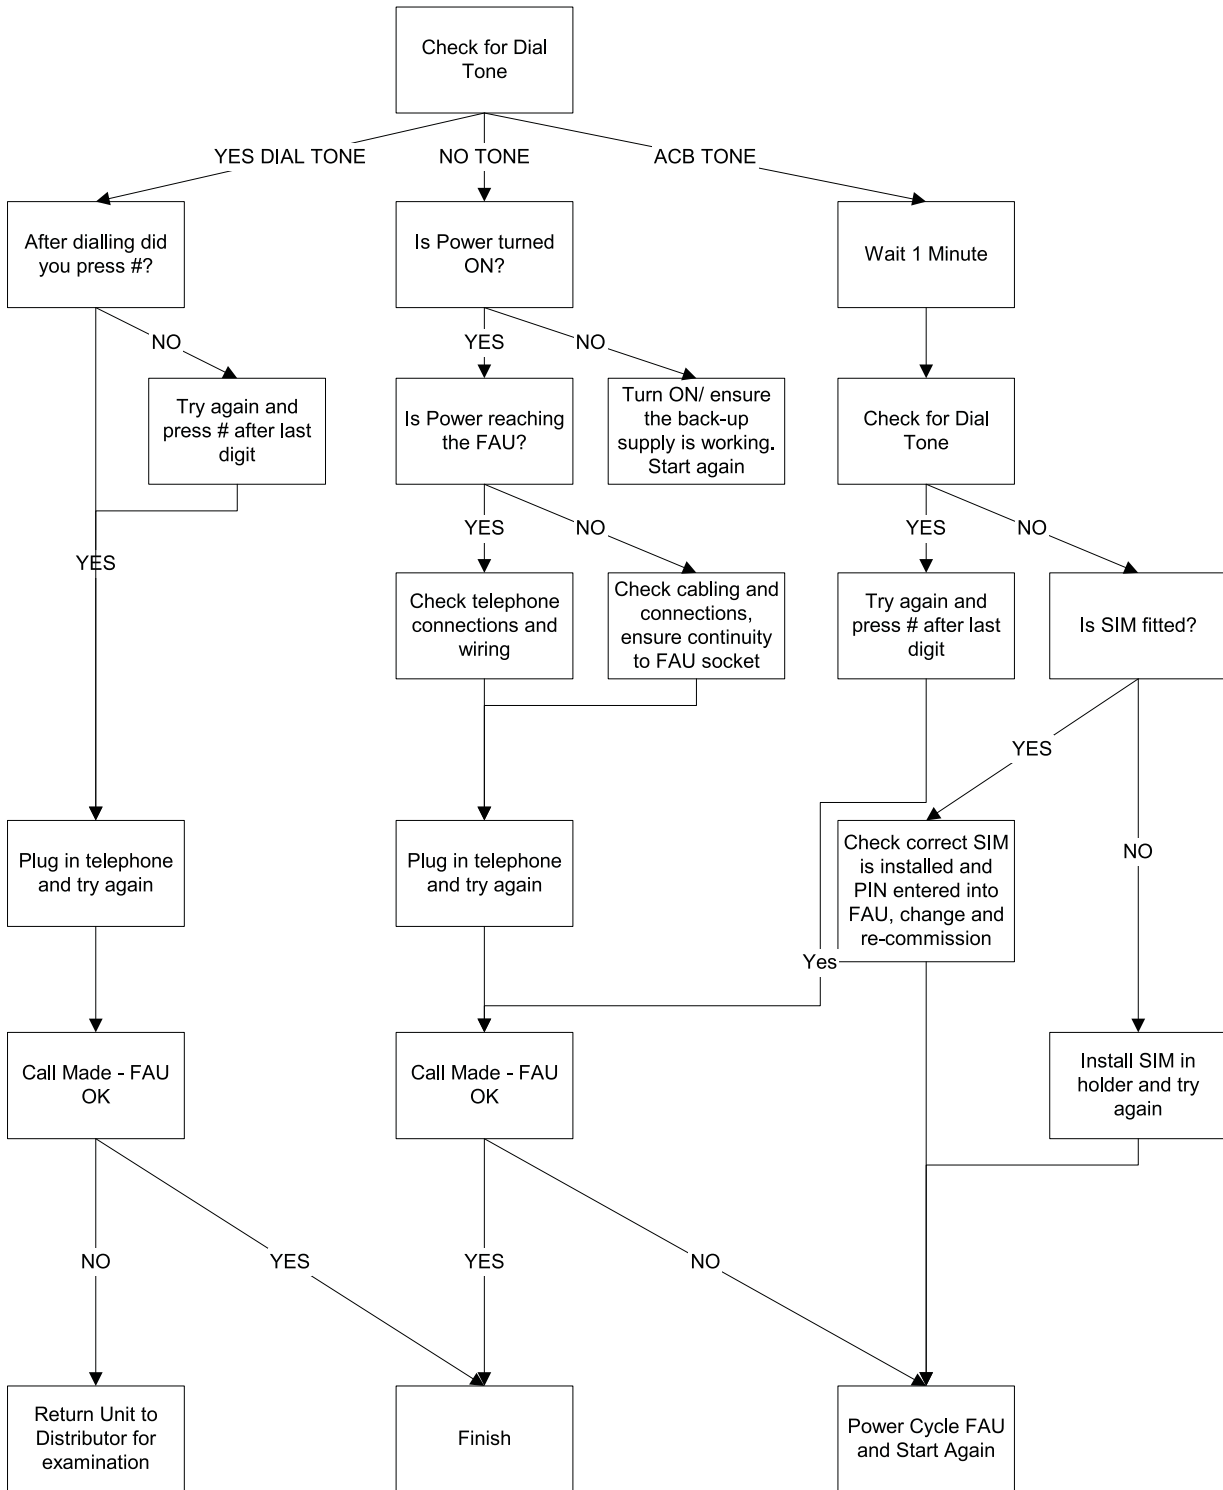 Check for Dial
Tone
YES DIAL TONE
NO TONE
ACB TONE
After dialling did
you press #?
Is Power turned
ON?
Wait 1 Minute
NO
YES
NO
Try again and
press # after last
digit
Is Power reaching
the FAU?
Turn ON/ ensure
the back-up
supply is working.
Start again
Check for Dial
Tone
YES
YES
NO
YES
NO
Check telephone
connections and
wiring
Check cabling and
connections,
ensure continuity
to FAU socket
Try again and
press # after last
digit
Is SIM fitted?
YES
NO
Plug in telephone
and try again
Plug in telephone
and try again
Check correct SIM
is installed and
PIN entered into
FAU, change and
re-commission
Yes
Call Made - FAU
OK
Call Made - FAU
OK
Install SIM in
holder and try
again
NO
YES
YES
NO
Return Unit to
Distributor for
examination
Finish
Power Cycle FAU
and Start Again